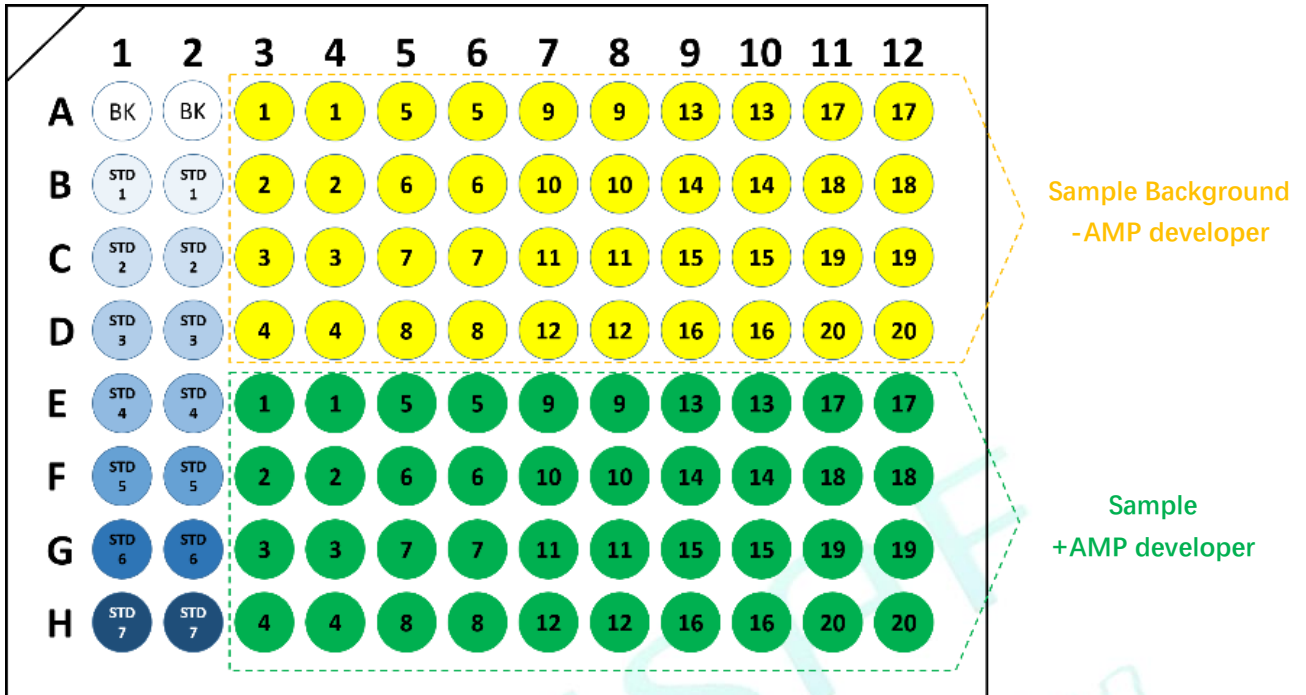 1 2 3 4 5 6 7 8 9 10 11 12
A BK BK 1 1 5 5 9 9 13 13 17 17
B STD 1 STD 1 2 2 6 6 10 10 14 14 18 18
C STD 2 STD 2 3 3 7 7 11 11 15 15 19 19
D STD 3 STD 3 4 4 8 8 12 12 16 16 20 20
E STD 4 STD 4 1 1 5 5 9 9 13 13 17 17
F STD 5 STD 5 2 2 6 6 10 10 14 14 18 18
G STD 6 STD 6 3 3 7 7 11 11 15 15 19 19
H STD 7 STD 7 4 4 8 8 12 12 16 16 20 20
Sample Background
-AMP developer
Sample
+AMP developer